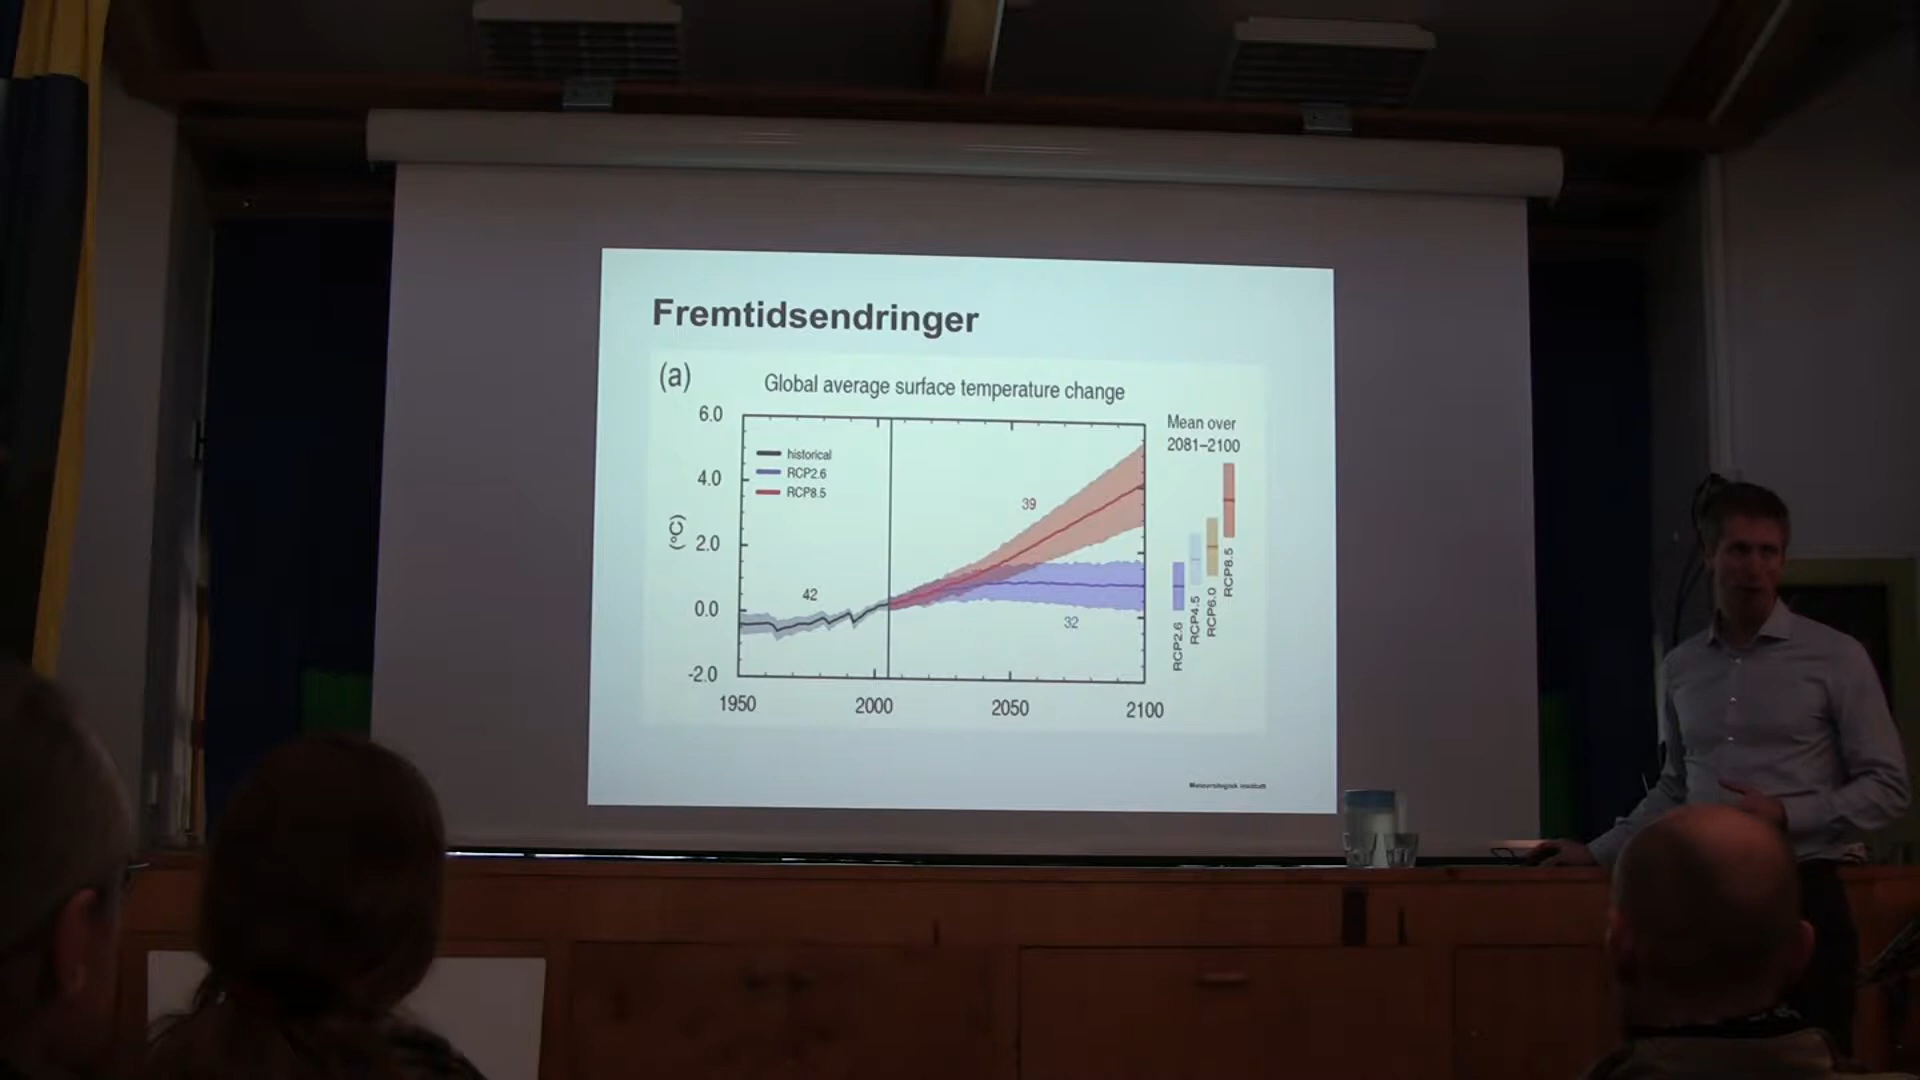 Fremtidsendringer
(a)
Global average surface temperature change
Mean over
2081–2100
6.0
4.0
2.0
0.0
-2.0
(°C)
historical
RCP2.6
RCP8.5
42
39
32
1950
2000
2050
2100
RCP2.6
RCP4.5
RCP6.0
RCP8.5
Meteorologisk institutt